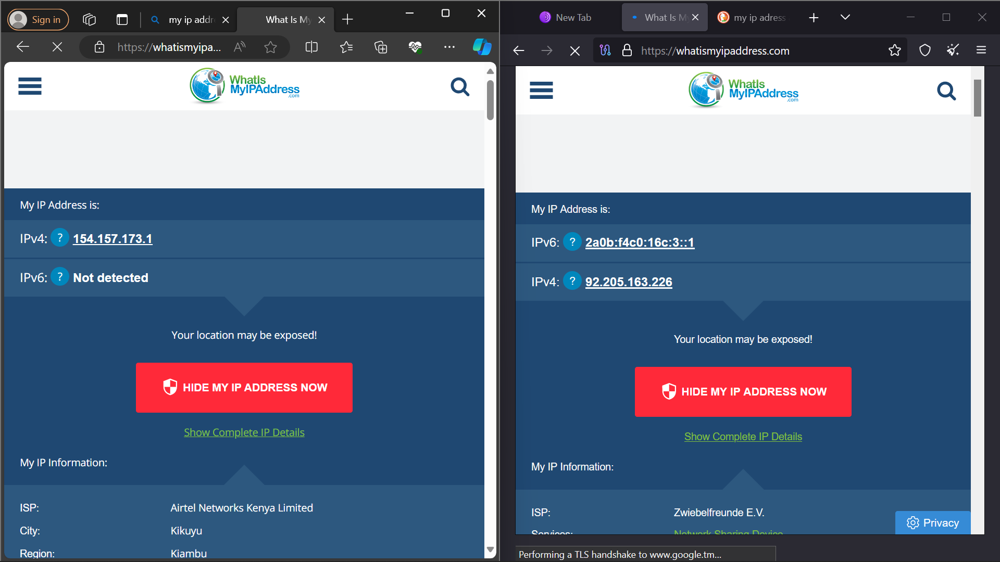 Sign in
my ip addr
What Is My
https://whatismyipa...
WhatIs
MyIPAddress
.com
My IP Address is:
IPv4: ? 154.157.173.1
IPv6: ? Not detected
Your location may be exposed!
HIDE MY IP ADDRESS NOW
Show Complete IP Details
My IP Information:
ISP: Airtel Networks Kenya Limited
City: Kikuyu
Region: Kiambu
New Tab
What Is M
my ip adress
https://whatismyipaddress.com
WhatIs
MyIPAddress
.com
My IP Address is:
IPv6: ? 2a0b:f4c0:16c:3::1
IPv4: ? 92.205.163.226
Your location may be exposed!
HIDE MY IP ADDRESS NOW
Show Complete IP Details
My IP Information:
ISP: Zwiebelfreunde E.V.
Services: Network Sharing Device
Privacy
Performing a TLS handshake to www.google.tm...